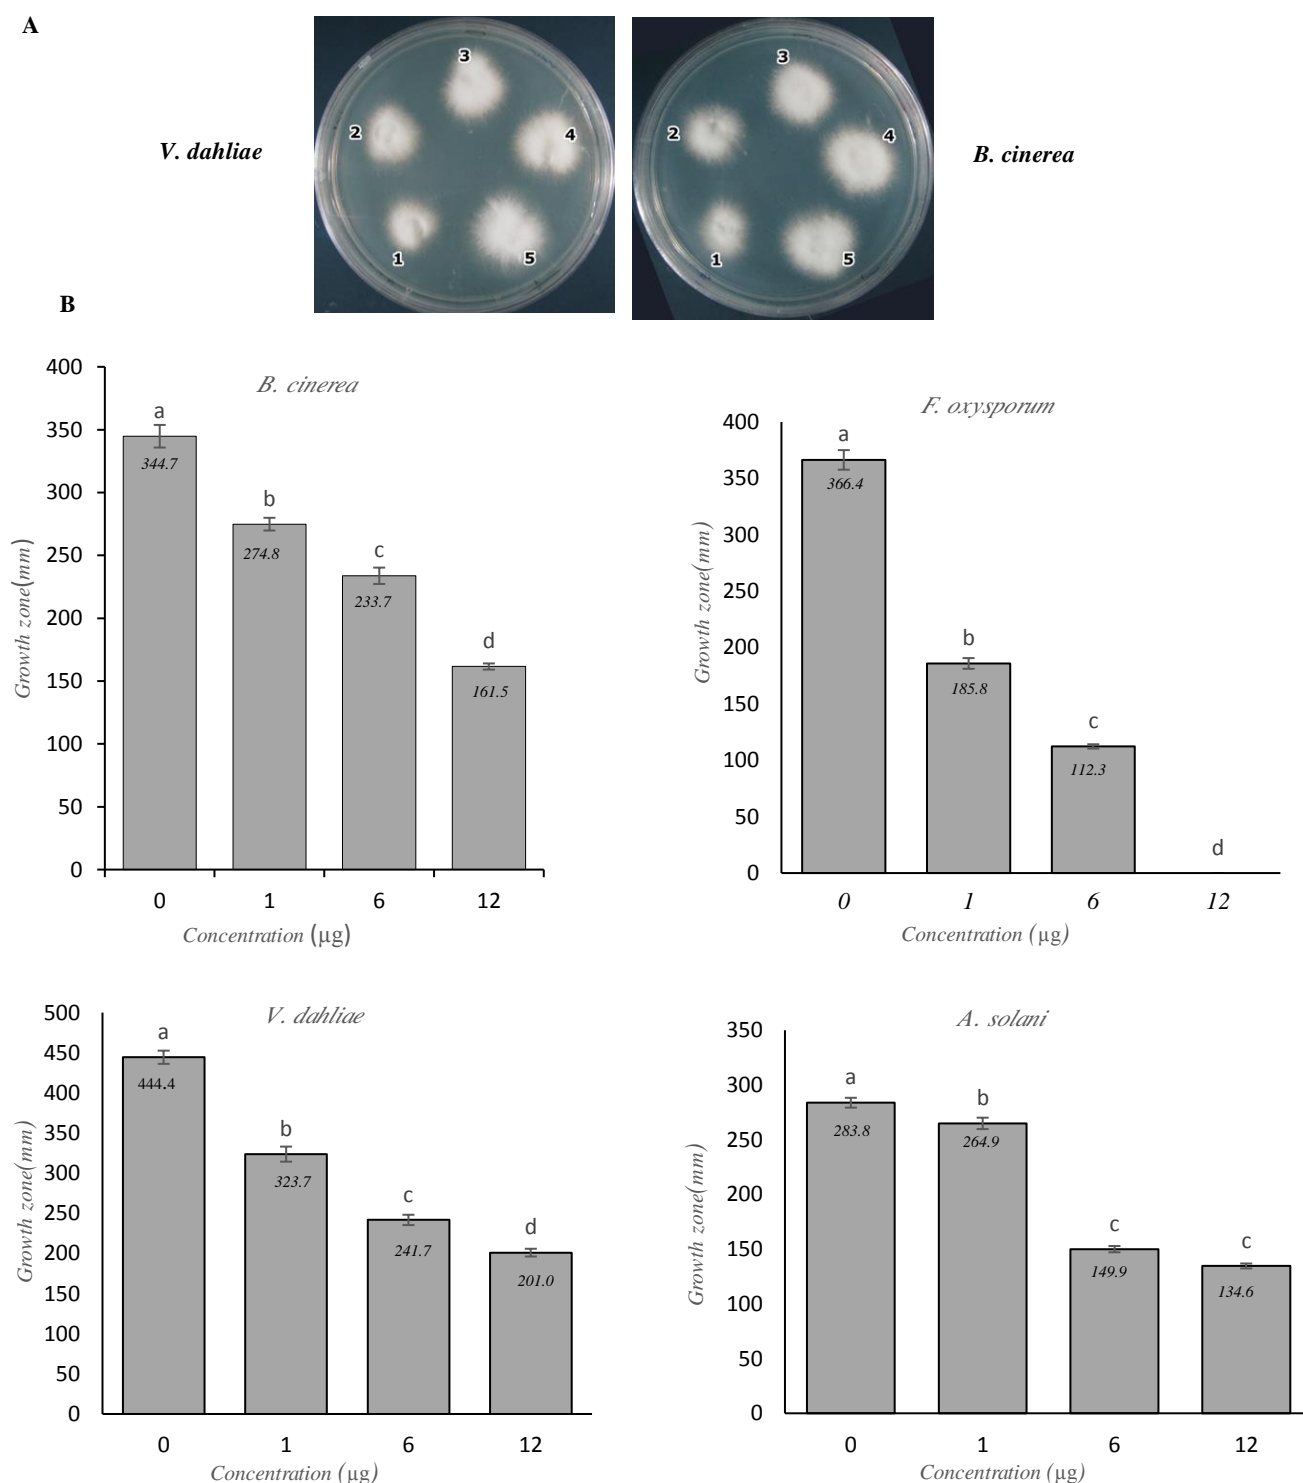 A
V. dahliae
3
2
4
1
5
3
2
4
1
5
B. cinerea
B
B. cinerea
Growth zone(mm)
400
350
300
250
200
150
100
50
0
a
344.7
b
274.8
c
233.7
d
161.5
0 1 6 12
Concentration (µg)
F. oxysporum
Growth zone(mm)
400
350
300
250
200
150
100
50
0
a
366.4
b
185.8
c
112.3
d
0 1 6 12
Concentration (µg)
V. dahliae
Growth zone(mm)
500
450
400
350
300
250
200
150
100
50
0
a
444.4
b
323.7
c
241.7
d
201.0
0 1 6 12
Concentration (µg)
A. solani
Growth zone(mm)
350
300
250
200
150
100
50
0
a
283.8
b
264.9
c
149.9
c
134.6
0 1 6 12
Concentration (µg)